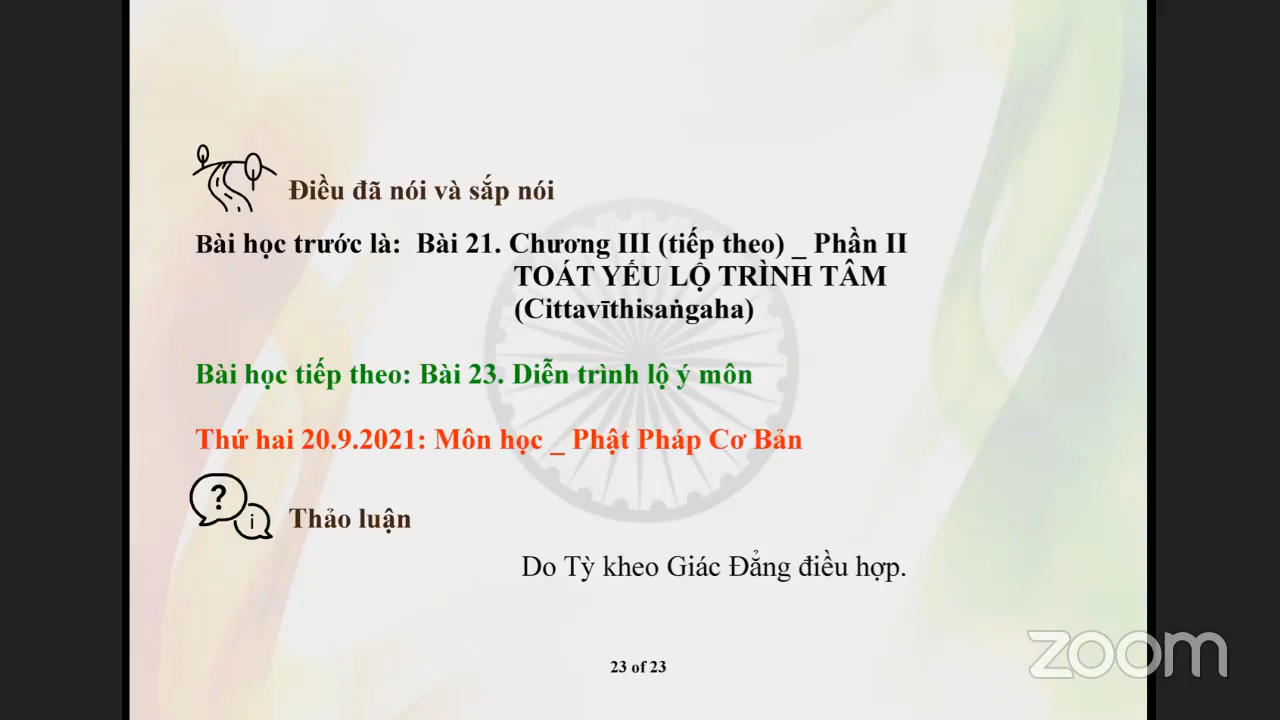 Điều đã nói và sắp nói
Bài học trước là: Bài 21. Chương III (tiếp theo) _ Phần II
TOÁT YẾU LỘ TRÌNH TÂM
(Cittavīthisaṅgaha)
Bài học tiếp theo: Bài 23. Diễn trình lộ ý môn
Thứ hai 20.9.2021: Môn học _ Phật Pháp Cơ Bản
?
i
Thảo luận
Do Tỳ kheo Giác Đẳng điều hợp.
zoom
23 of 23